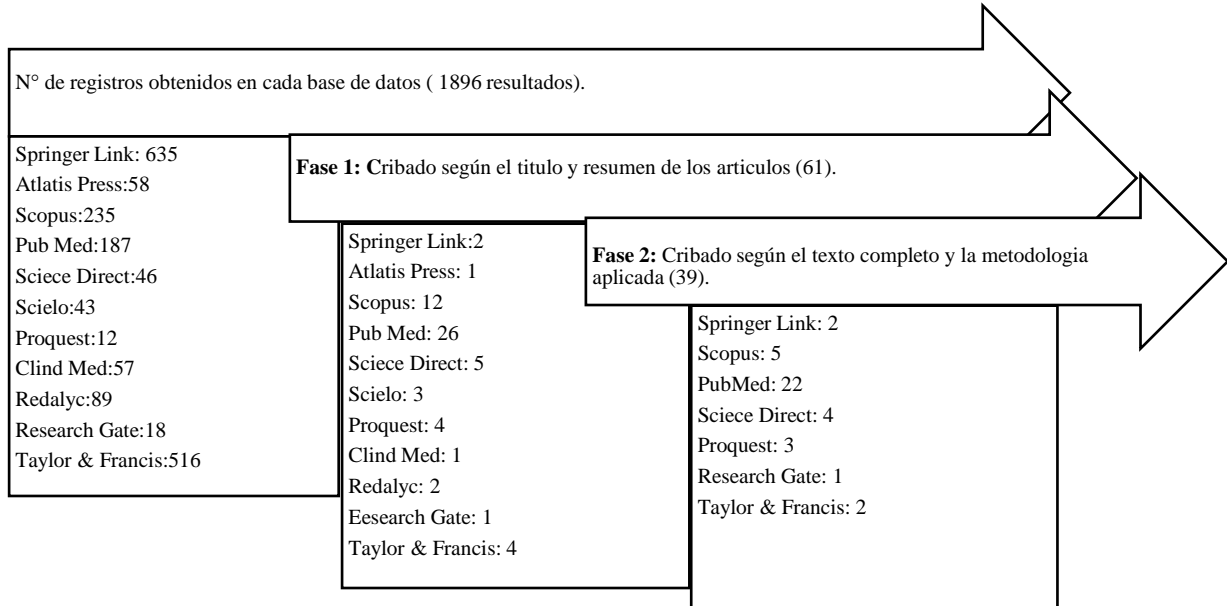 N° de registros obtenidos en cada base de datos ( 1896 resultados).
Springer Link: 635
Atlatis Press:58
Scopus:235
Pub Med:187
Sciece Direct:46
Scielo:43
Proquest:12
Clind Med:57
Redalyc:89
Research Gate:18
Taylor & Francis:516
Fase 1: Cribado según el titulo y resumen de los articulos (61).
Springer Link:2
Atlatis Press: 1
Scopus: 12
Pub Med: 26
Sciece Direct: 5
Scielo: 3
Proquest: 4
Clind Med: 1
Redalyc: 2
Eesearch Gate: 1
Taylor & Francis: 4
Fase 2: Cribado según el texto completo y la metodologia
aplicada (39).
Springer Link: 2
Scopus: 5
PubMed: 22
Sciece Direct: 4
Proquest: 3
Research Gate: 1
Taylor & Francis: 2